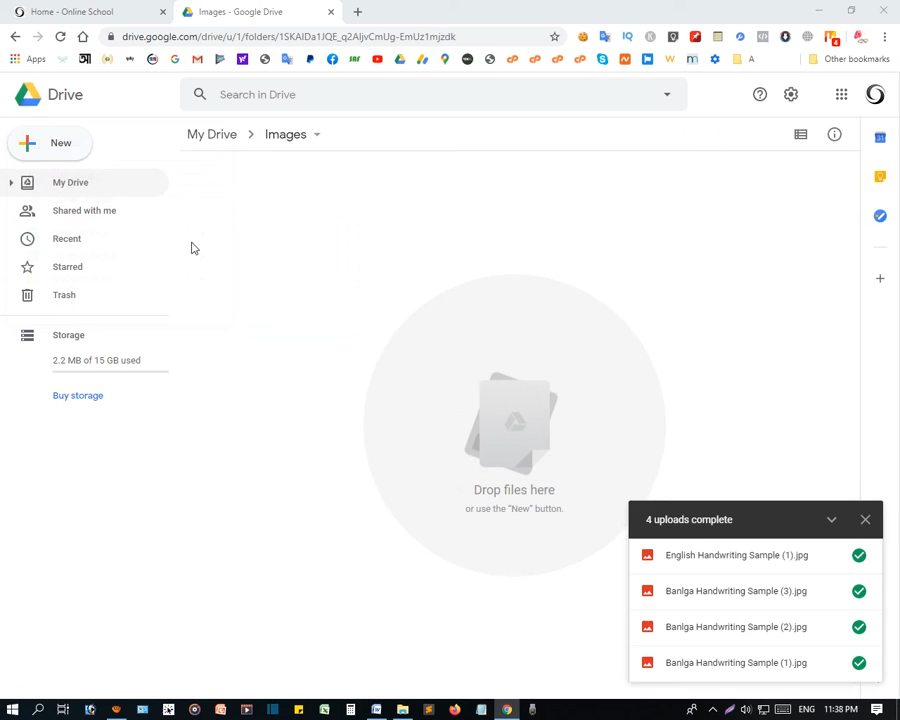 Home - Online School
Images - Google Drive
drive.google.com/drive/u/1/folders/1SKAIDa1JQE_q2AljvCmUg-EmUz1mjzdk
Apps
A
Other bookmarks
Drive
Search in Drive
New
My Drive > Images
My Drive
Shared with me
Recent
Starred
Trash
Storage
2.2 MB of 15 GB used
Buy storage
Drop files here
or use the "New" button.
4 uploads complete
English Handwriting Sample (1).jpg
Banlga Handwriting Sample (3).jpg
Banlga Handwriting Sample (2).jpg
Banlga Handwriting Sample (1).jpg
ENG
11:38 PM